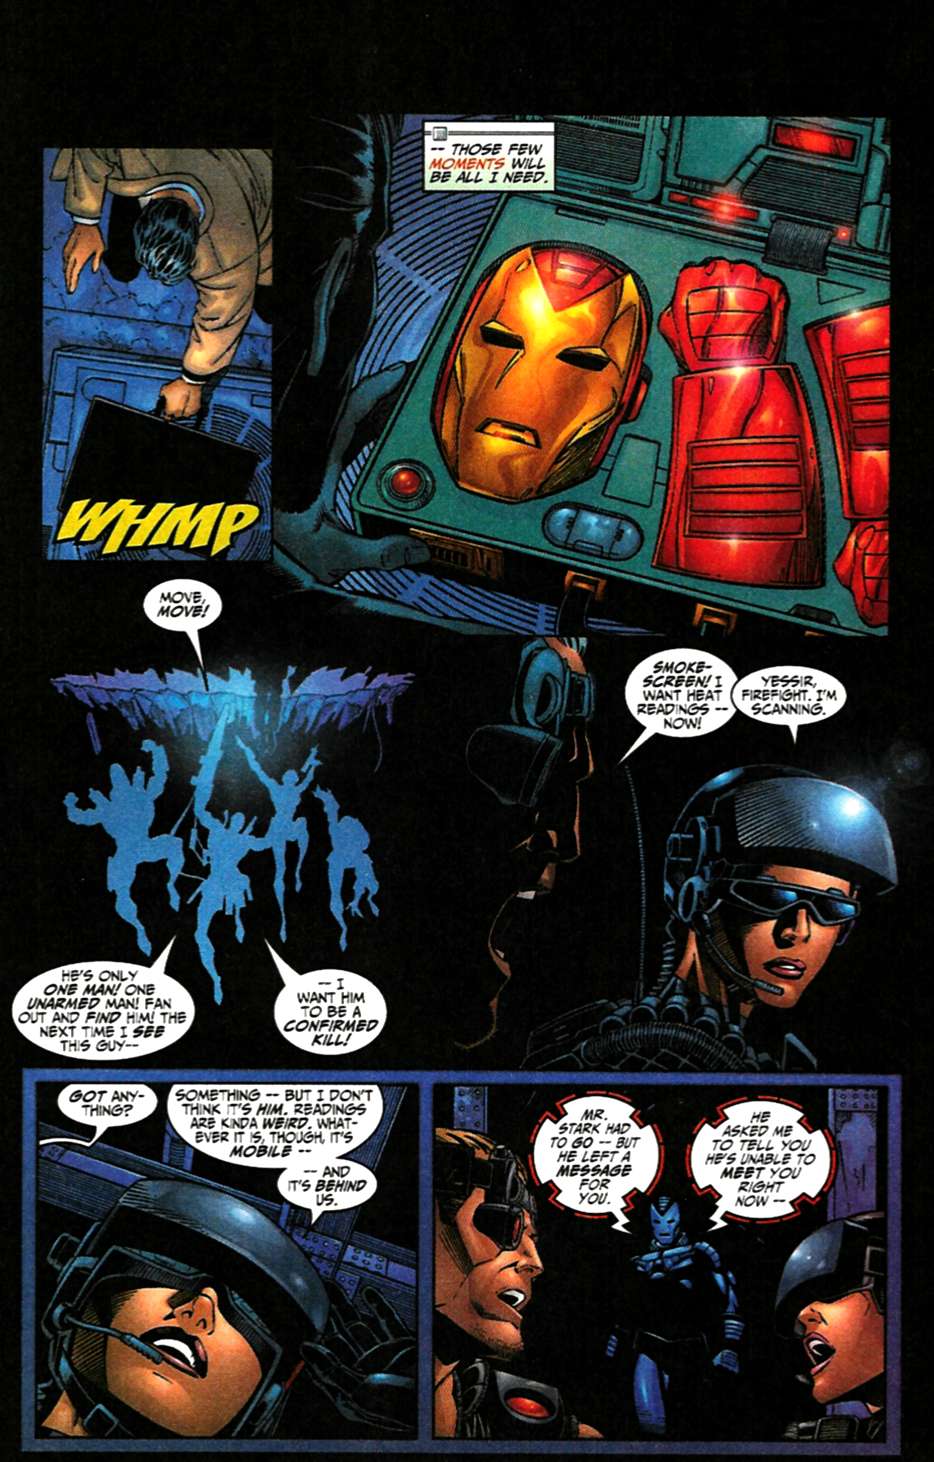 -- THOSE FEW
MOMENTS WILL
BE ALL I NEED.
WHMP
MOVE,
MOVE!
SMOKE-
SCREEN! I
WANT HEAT
READINGS --
NOW!
YESSIR,
FIREFIGHT. I'M
SCANNING.
HE'S ONLY
ONE MAN! ONE
UNARMED MAN! FAN
OUT AND FIND HIM! THE
NEXT TIME I SEE
THIS GUY--
-- I
WANT HIM
TO BE A
CONFIRMED
KILL!
GOT ANY-
THING?
SOMETHING -- BUT I DON'T
THINK IT'S HIM. READINGS
ARE KINDA WEIRD. WHAT-
EVER IT IS, THOUGH, IT'S
MOBILE --
-- AND
IT'S BEHIND
US.
MR.
STARK HAD
TO GO -- BUT
HE LEFT A
MESSAGE
FOR
YOU.
HE
ASKED ME
TO TELL YOU
HE'S UNABLE TO
MEET YOU
RIGHT
NOW --